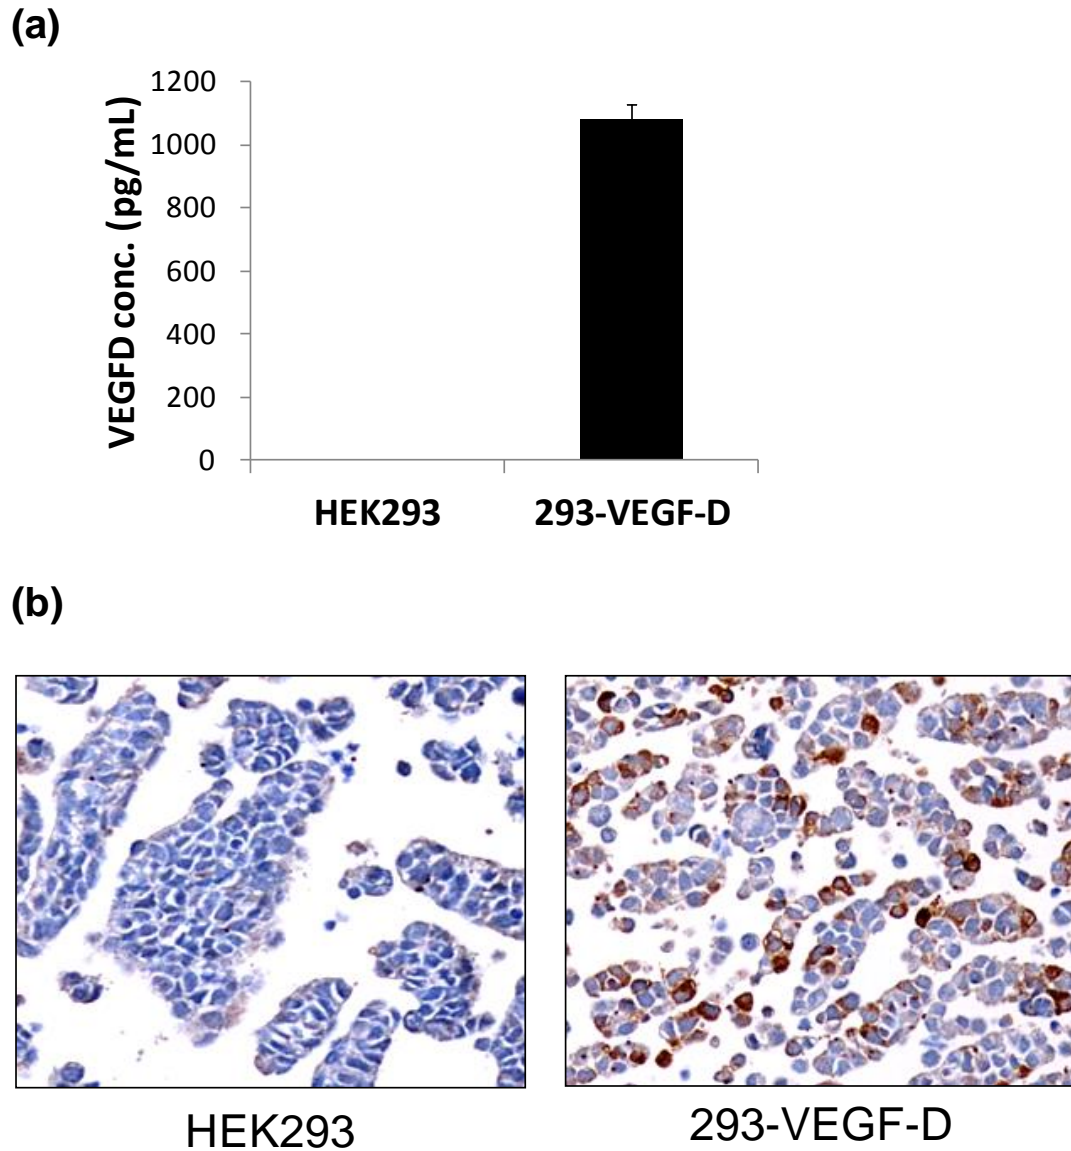 (a)
VEGFD conc. (pg/mL)
1200
1000
800
600
400
200
0
HEK293
293-VEGF-D
(b)
HEK293
293-VEGF-D